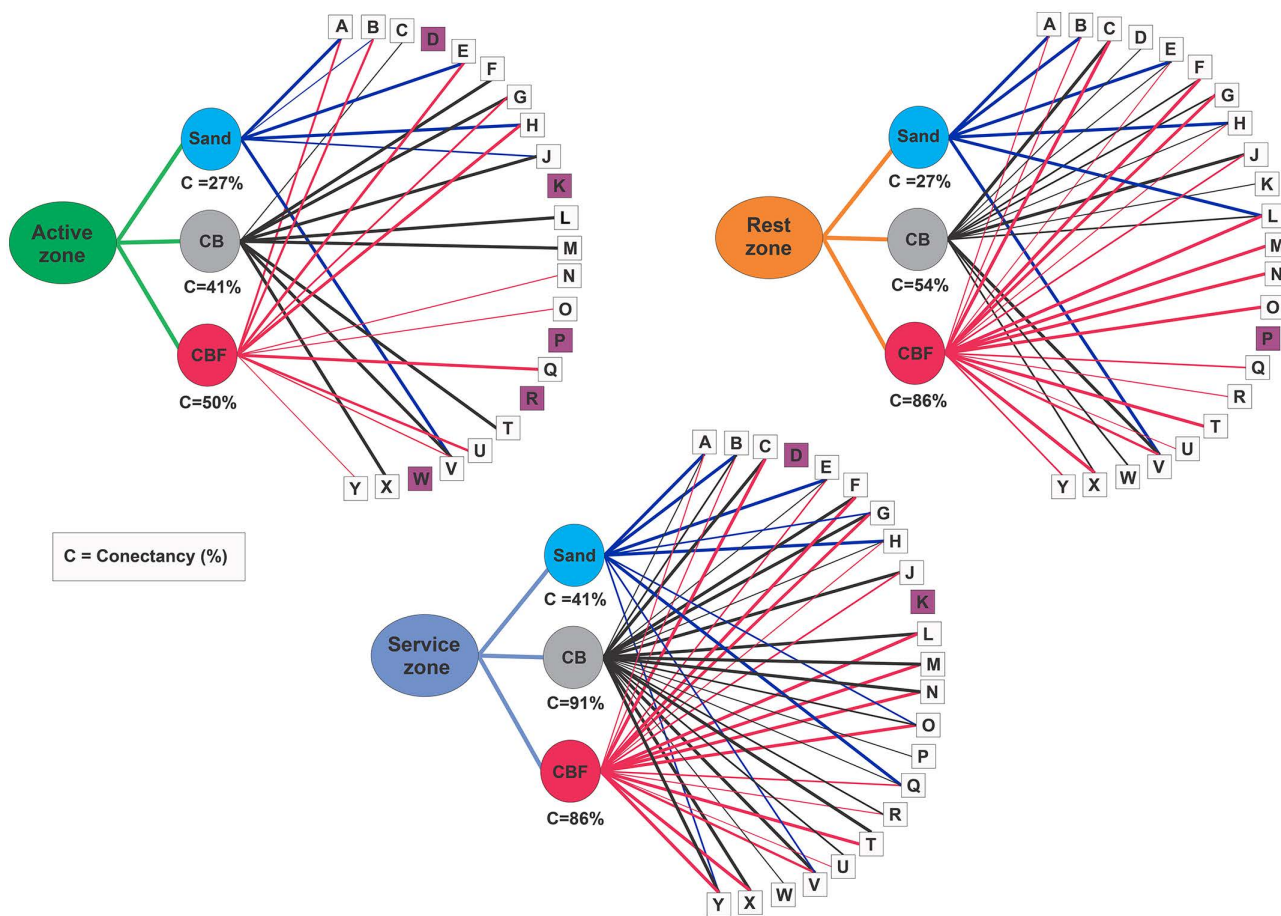 A
B
C
D
E
F
G
H
J
K
L
M
N
O
P
Q
R
T
U
V
W
X
Y
Sand
C =27%
Active
zone
CB
C=41%
CBF
C=50%
A
B
C
D
E
F
G
H
J
K
L
M
N
O
P
Q
R
T
U
V
W
X
Y
Sand
C =27%
Rest
zone
CB
C=54%
CBF
C=86%
A
B
C
D
E
F
G
H
J
K
L
M
N
O
P
Q
R
T
U
V
W
X
Y
Sand
C =41%
Service
zone
CB
C=91%
CBF
C=86%
C = Conectancy (%)